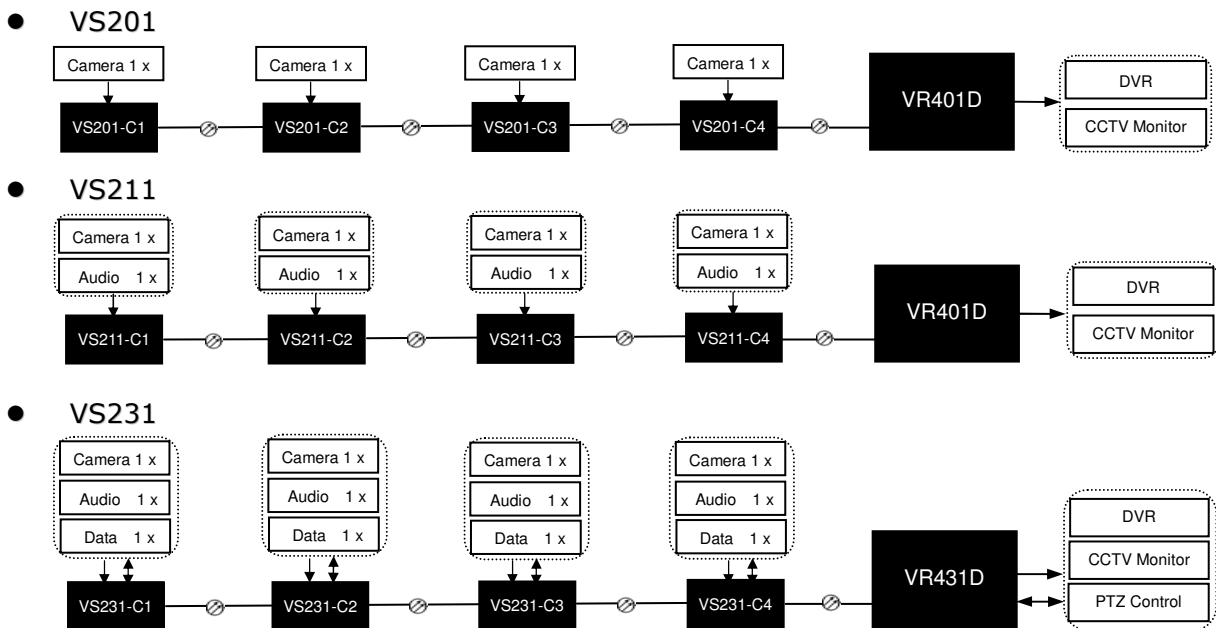 ● VS201
Camera 1 x Camera 1 x Camera 1 x Camera 1 x
VS201-C1 VS201-C2 VS201-C3 VS201-C4 VR401D
DVR
CCTV Monitor
● VS211
Camera 1 x Camera 1 x Camera 1 x Camera 1 x
Audio 1 x Audio 1 x Audio 1 x Audio 1 x
VS211-C1 VS211-C2 VS211-C3 VS211-C4 VR401D
DVR
CCTV Monitor
● VS231
Camera 1 x Camera 1 x Camera 1 x Camera 1 x
Audio 1 x Audio 1 x Audio 1 x Audio 1 x
Data 1 x Data 1 x Data 1 x Data 1 x
VS231-C1 VS231-C2 VS231-C3 VS231-C4 VR431D
DVR
CCTV Monitor
PTZ Control